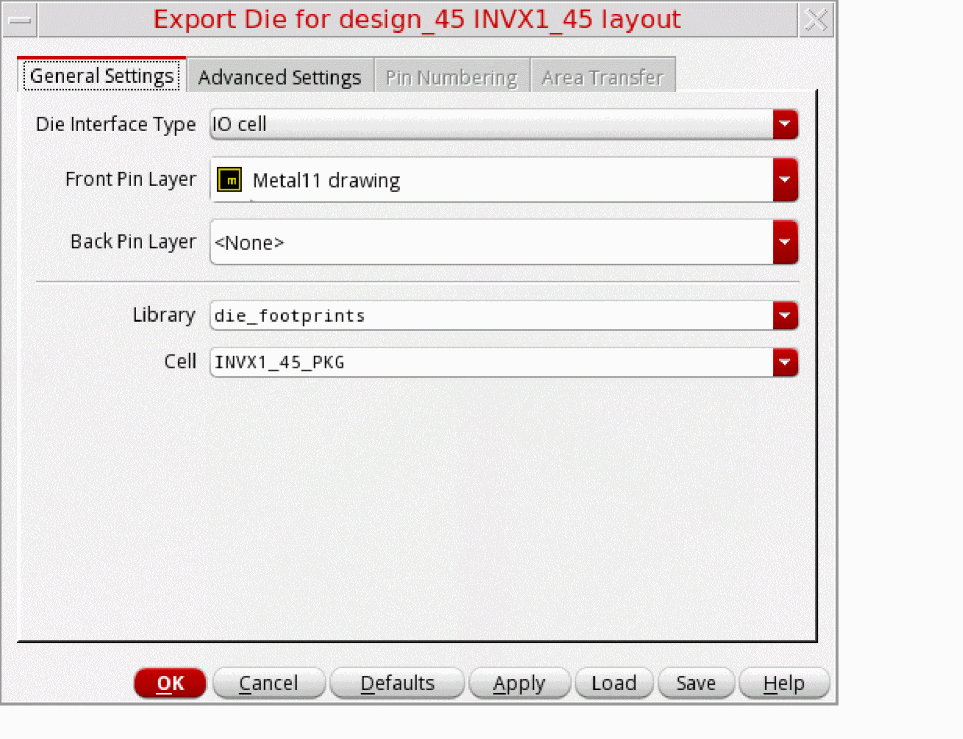 Export Die for design_45 INVX1_45 layout
General Settings Advanced Settings Pin Numbering Area Transfer
Die Interface Type IO cell
Front Pin Layer m Metal11 drawing
Back Pin Layer <None>
Library die_footprints
Cell INVX1_45_PKG
OK Cancel Defaults Apply Load Save Help